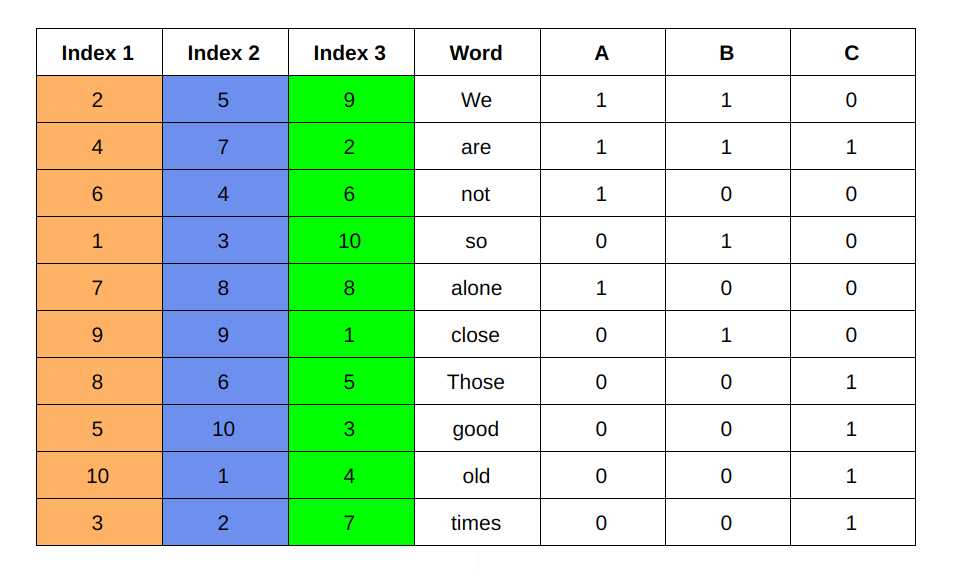 Index 1 Index 2 Index 3 Word A B C
2 5 9 We 1 1 0
4 7 2 are 1 1 1
6 4 6 not 1 0 0
1 3 10 so 0 1 0
7 8 8 alone 1 0 0
9 9 1 close 0 1 0
8 6 5 Those 0 0 1
5 10 3 good 0 0 1
10 1 4 old 0 0 1
3 2 7 times 0 0 1